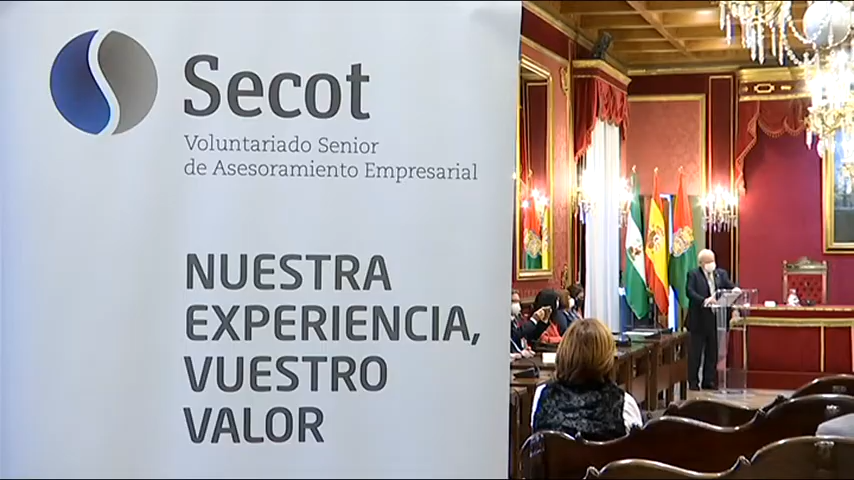 Secot
Voluntariado Senior
de Asesoramiento Empresarial
NUESTRA
EXPERIENCIA,
VUESTRO
VALOR